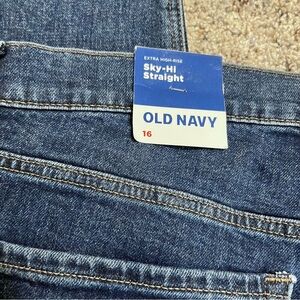 EXTRA HIGH-RISE
Sky-Hi
Straight
OLD NAVY
16